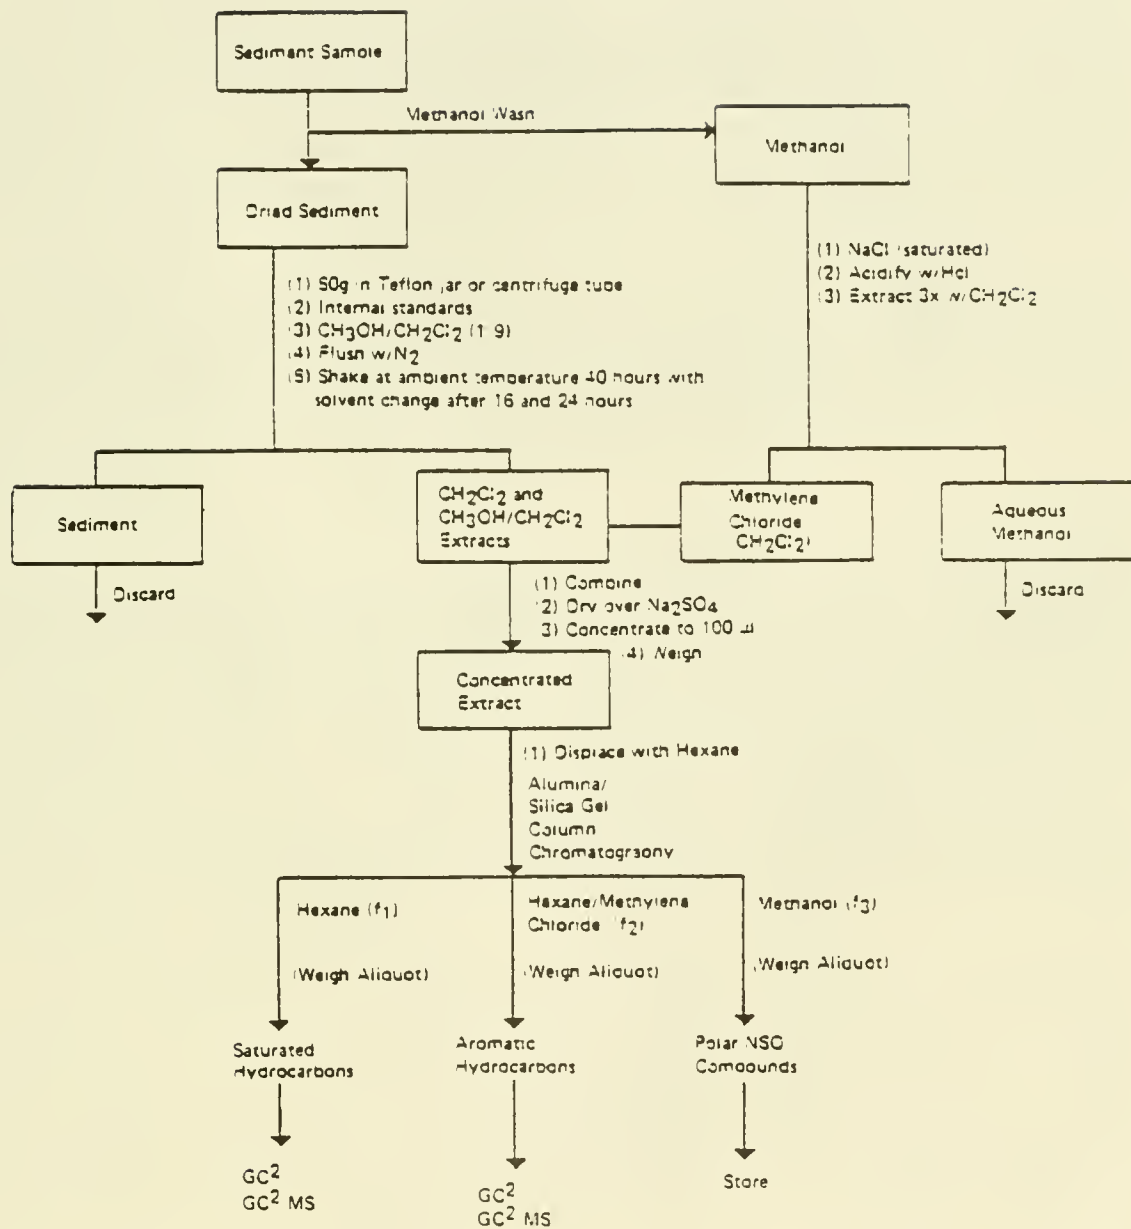 Sediment Sample
Methanol Wash
Methanol
Dried Sediment
(1) NaCl (saturated)
(2) Acidify w/Hcl
(3) Extract 3x w/CH2Cl2
(1) 50g in Teflon jar or centrifuge tube
(2) Internal standards
(3) CH3OH/CH2Cl2 (1:9)
(4) Flush w/N2
(5) Shake at ambient temperature 40 hours with
solvent change after 16 and 24 hours
Sediment
CH2Cl2 and
CH3OH/CH2Cl2
Extracts
Methylene
Chloride
(CH2Cl2)
Aqueous
Methanol
Discard
Discard
(1) Combine
(2) Dry over Na2SO4
(3) Concentrate to 100 µl
(4) Weigh
Concentrated
Extract
(1) Displace with Hexane
Alumina/
Silica Gel
Column
Chromatography
Hexane (f1)
Hexane/Methylene
Chloride (f2)
Methanol (f3)
(Weigh Aliquot)
(Weigh Aliquot)
(Weigh Aliquot)
Saturated
Hydrocarbons
Aromatic
Hydrocarbons
Polar NSO
Compounds
GC2
GC2 MS
GC2
GC2 MS
Store